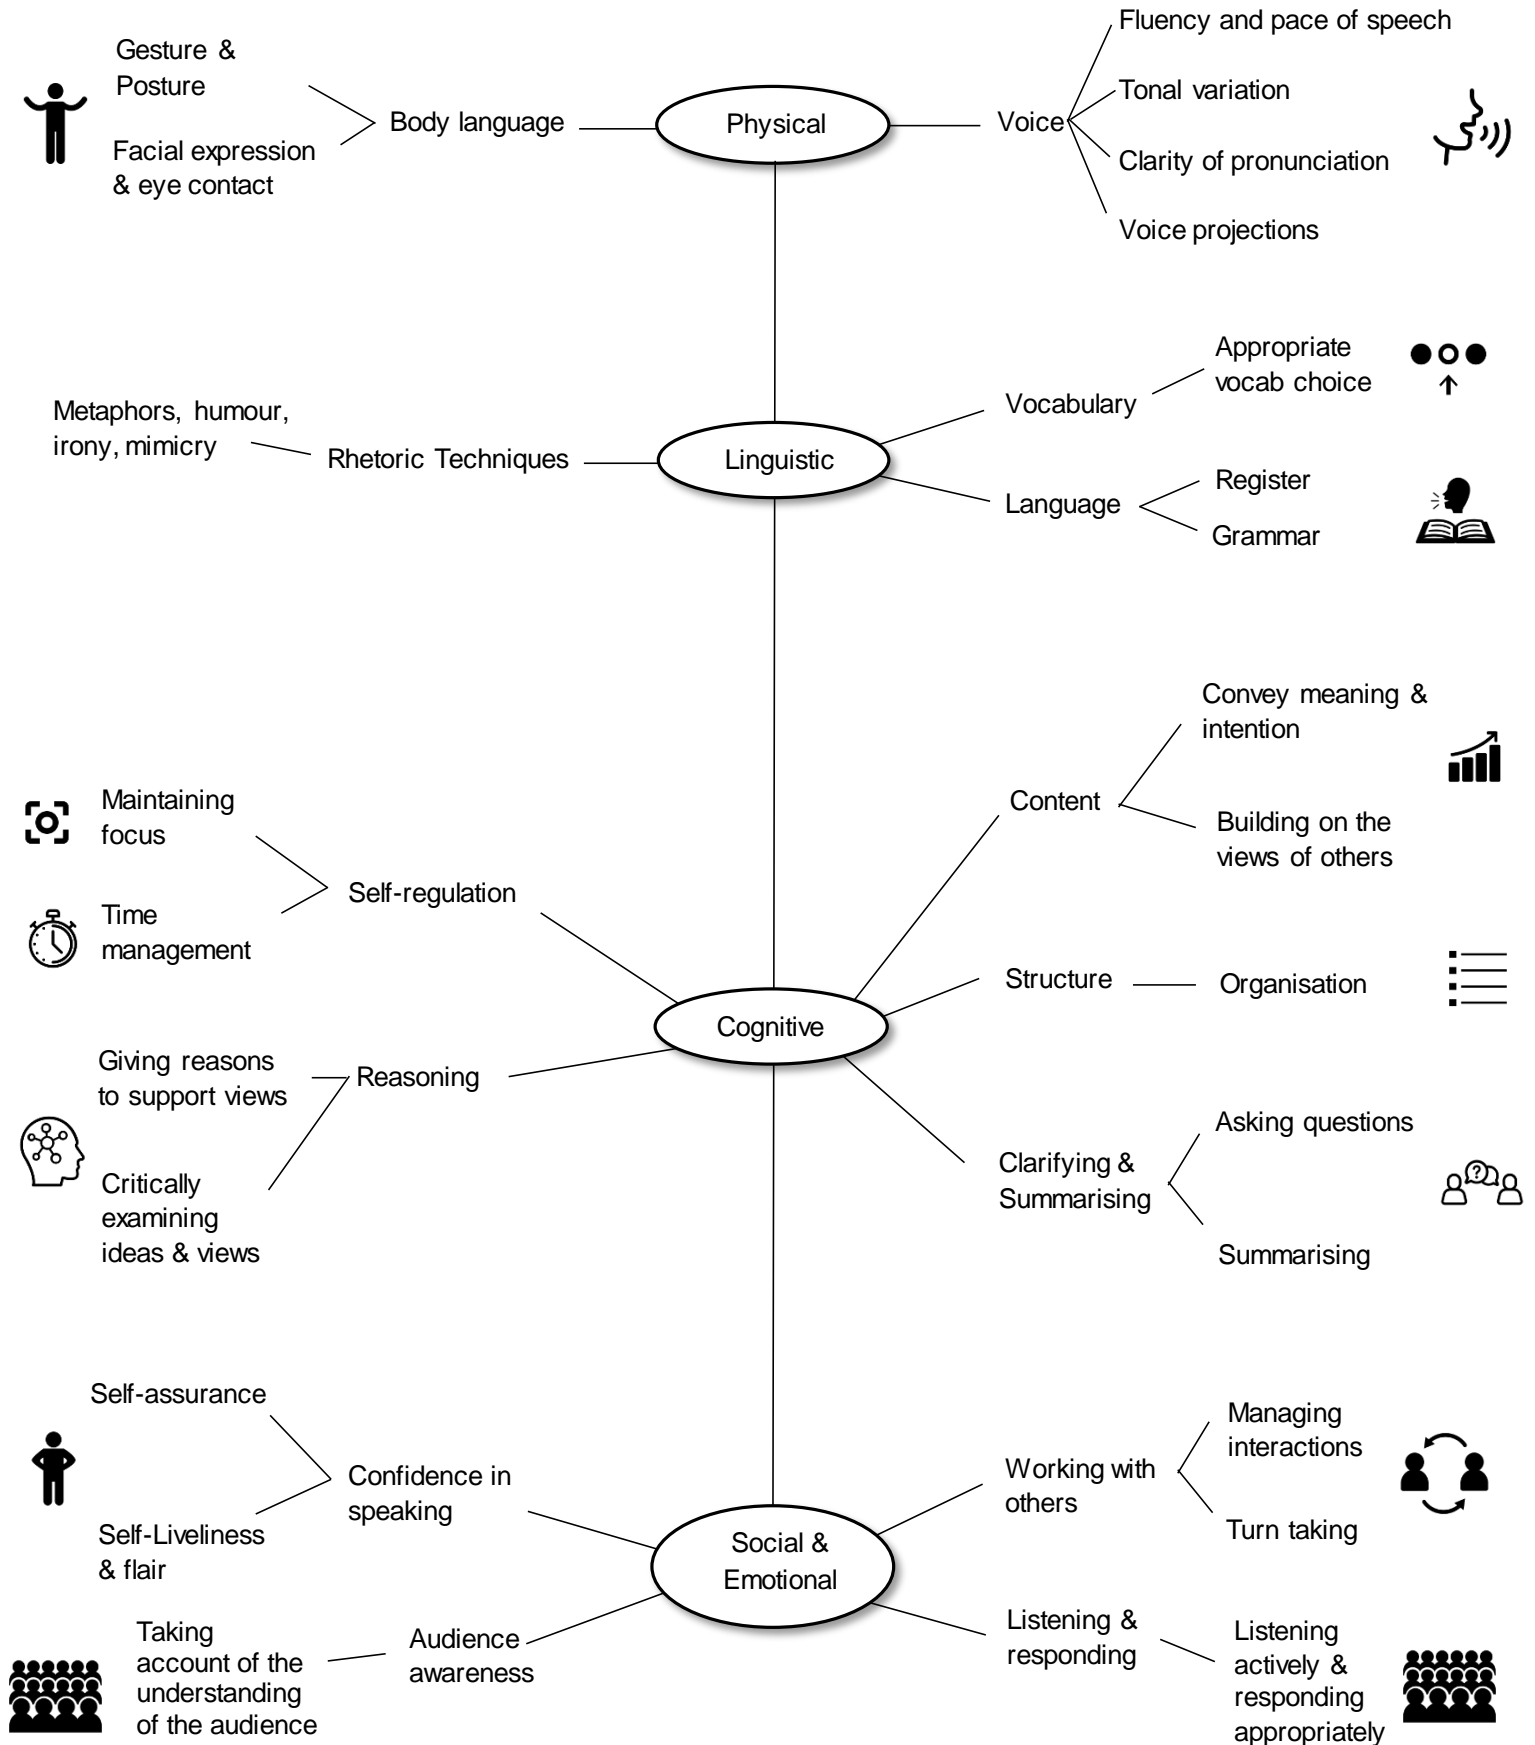 Gesture &
Posture
Facial expression
& eye contact
Body language
Physical
Voice
Fluency and pace of speech
Tonal variation
Clarity of pronunciation
Voice projections
Metaphors, humour,
irony, mimicry
Rhetoric Techniques
Linguistic
Vocabulary
Appropriate
vocab choice
Language
Register
Grammar
Maintaining
focus
Time
management
Self-regulation
Giving reasons
to support views
Critically
examining
ideas & views
Reasoning
Cognitive
Content
Convey meaning &
intention
Building on the
views of others
Structure
Organisation
Clarifying &
Summarising
Asking questions
?
Summarising
Self-assurance
Self-Liveliness
& flair
Confidence in
speaking
Taking
account of the
understanding
of the audience
Audience
awareness
Social &
Emotional
Working with
others
Managing
interactions
Turn taking
Listening &
responding
Listening
actively &
responding
appropriately